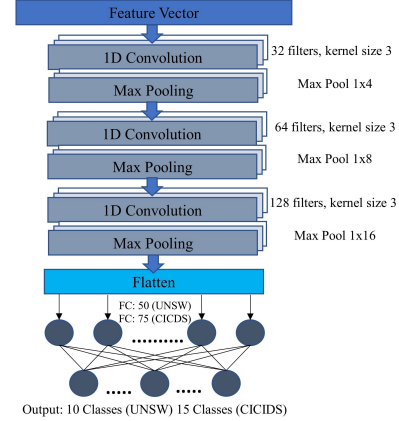 Feature Vector
1D Convolution
32 filters, kernel size 3
Max Pooling
Max Pool 1x4
1D Convolution
64 filters, kernel size 3
Max Pooling
Max Pool 1x8
1D Convolution
128 filters, kernel size 3
Max Pooling
Max Pool 1x16
Flatten
FC: 50 (UNSW)
FC: 75 (CICDS)
Output: 10 Classes (UNSW) 15 Classes (CICIDS)